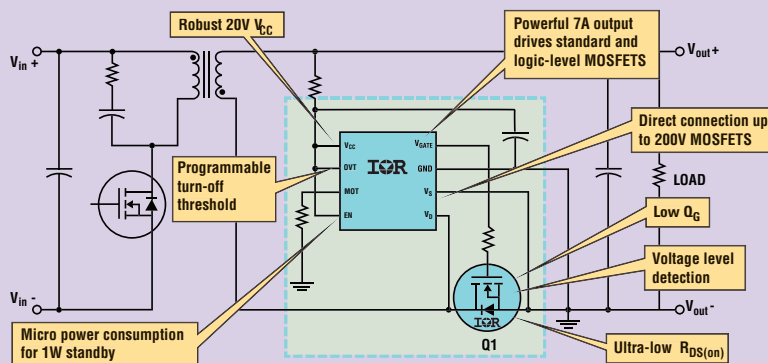 Robust 20V VCC
Powerful 7A output
drives standard and
logic-level MOSFETS
Vin +
Vout+
Direct connection up
to 200V MOSFETS
VCC
VGATE
IOR
OVT
GND
MOT
VS
EN
VD
Programmable
turn-off
threshold
LOAD
Low QG
Voltage level
detection
Vin -
Vout-
IOR
Q1
Micro power consumption
for 1W standby
Ultra-low RDS(on)